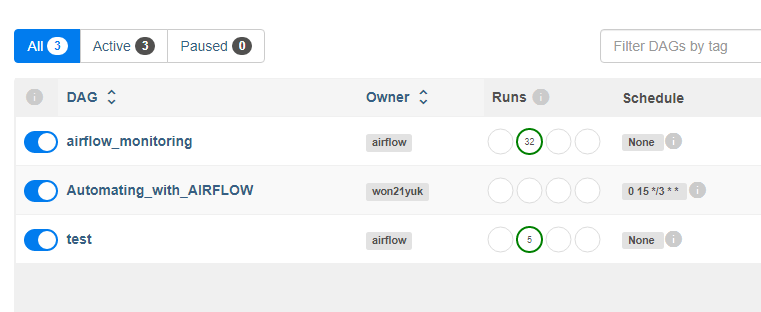 All 3 Active 3 Paused 0 Filter DAGs by tag
i DAG Owner Runs i Schedule
airflow_monitoring airflow 32 None i
Automating_with_AIRFLOW won21yuk 0 15 */3 * * i
test airflow 5 None i